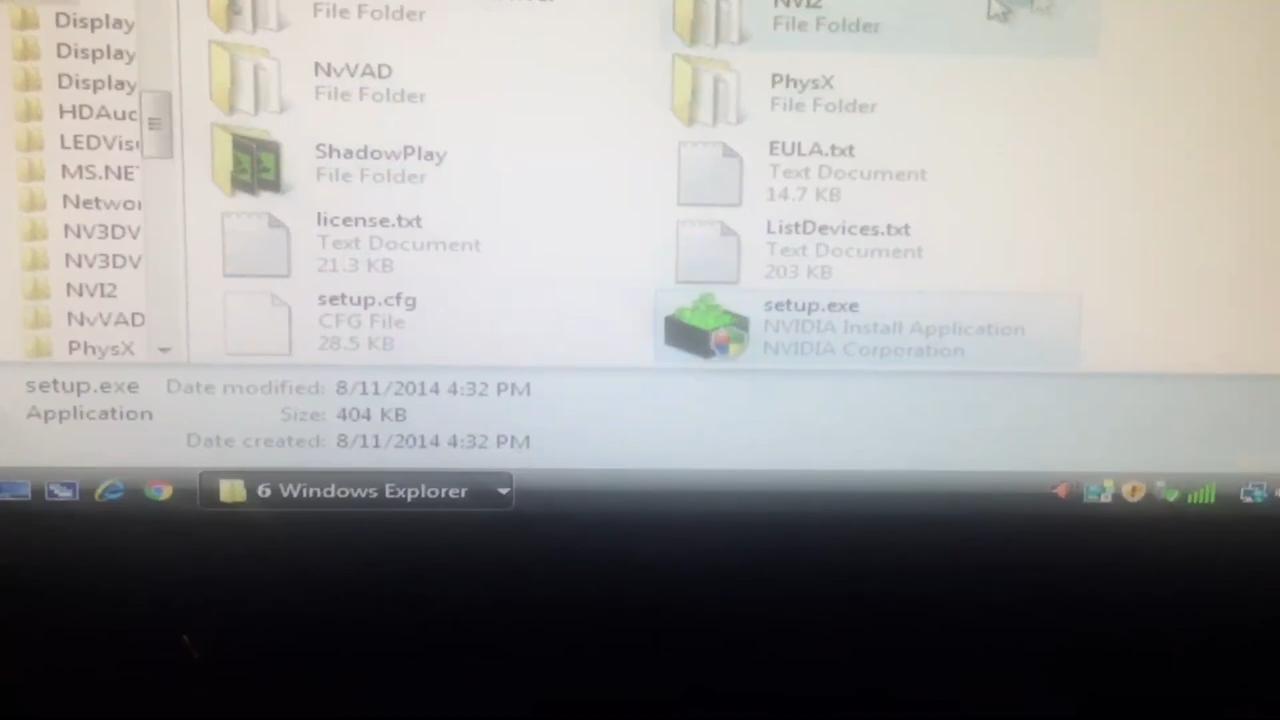 Display
Display
Display
HDAud
LEDVis
MS.NE
Networ
NV3DV
NV3DV
NVI2
NvVAD
PhysX
File Folder
NvVAD
File Folder
ShadowPlay
File Folder
license.txt
Text Document
21.3 KB
setup.cfg
CFG File
28.5 KB
NVI2
File Folder
PhysX
File Folder
EULA.txt
Text Document
14.7 KB
ListDevices.txt
Text Document
203 KB
setup.exe
NVIDIA Install Application
NVIDIA Corporation
setup.exe Date modified: 8/11/2014 4:32 PM
Application Size: 404 KB
Date created: 8/11/2014 4:32 PM
6 Windows Explorer